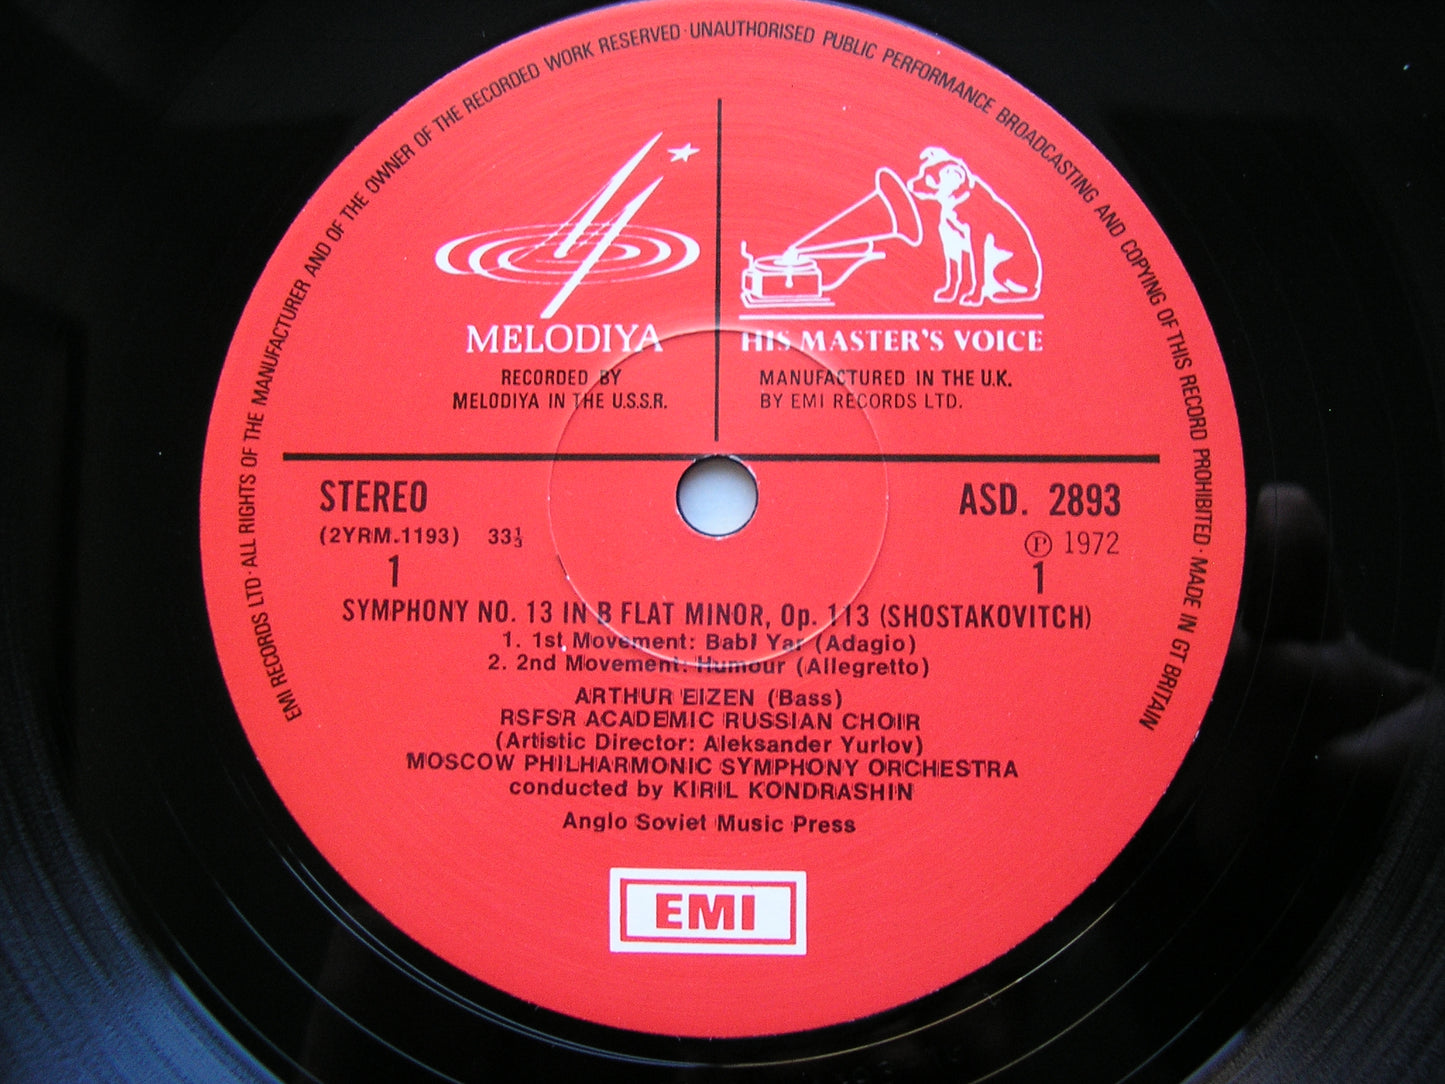 EMI RECORDS LTD · ALL RIGHTS OF THE MANUFACTURER AND OF THE OWNER OF THE RECORDED WORK RESERVED · UNAUTHORISED PUBLIC PERFORMANCE BROADCASTING AND COPYING OF THIS RECORD PROHIBITED · MADE IN GT BRITAIN
MELODIYA
RECORDED BY
MELODIYA IN THE U.S.S.R.
HIS MASTER'S VOICE
MANUFACTURED IN THE U.K.
BY EMI RECORDS LTD.
STEREO
(2YRM.1193) 33⅓
1
ASD. 2893
Ⓟ 1972
1
SYMPHONY NO. 13 IN B FLAT MINOR, Op. 113 (SHOSTAKOVITCH)
1. 1st Movement: Babi Yar (Adagio)
2. 2nd Movement: Humour (Allegretto)
ARTHUR EIZEN (Bass)
RSFSR ACADEMIC RUSSIAN CHOIR
(Artistic Director: Aleksander Yurlov)
MOSCOW PHILHARMONIC SYMPHONY ORCHESTRA
conducted by KIRIL KONDRASHIN
Anglo Soviet Music Press
EMI